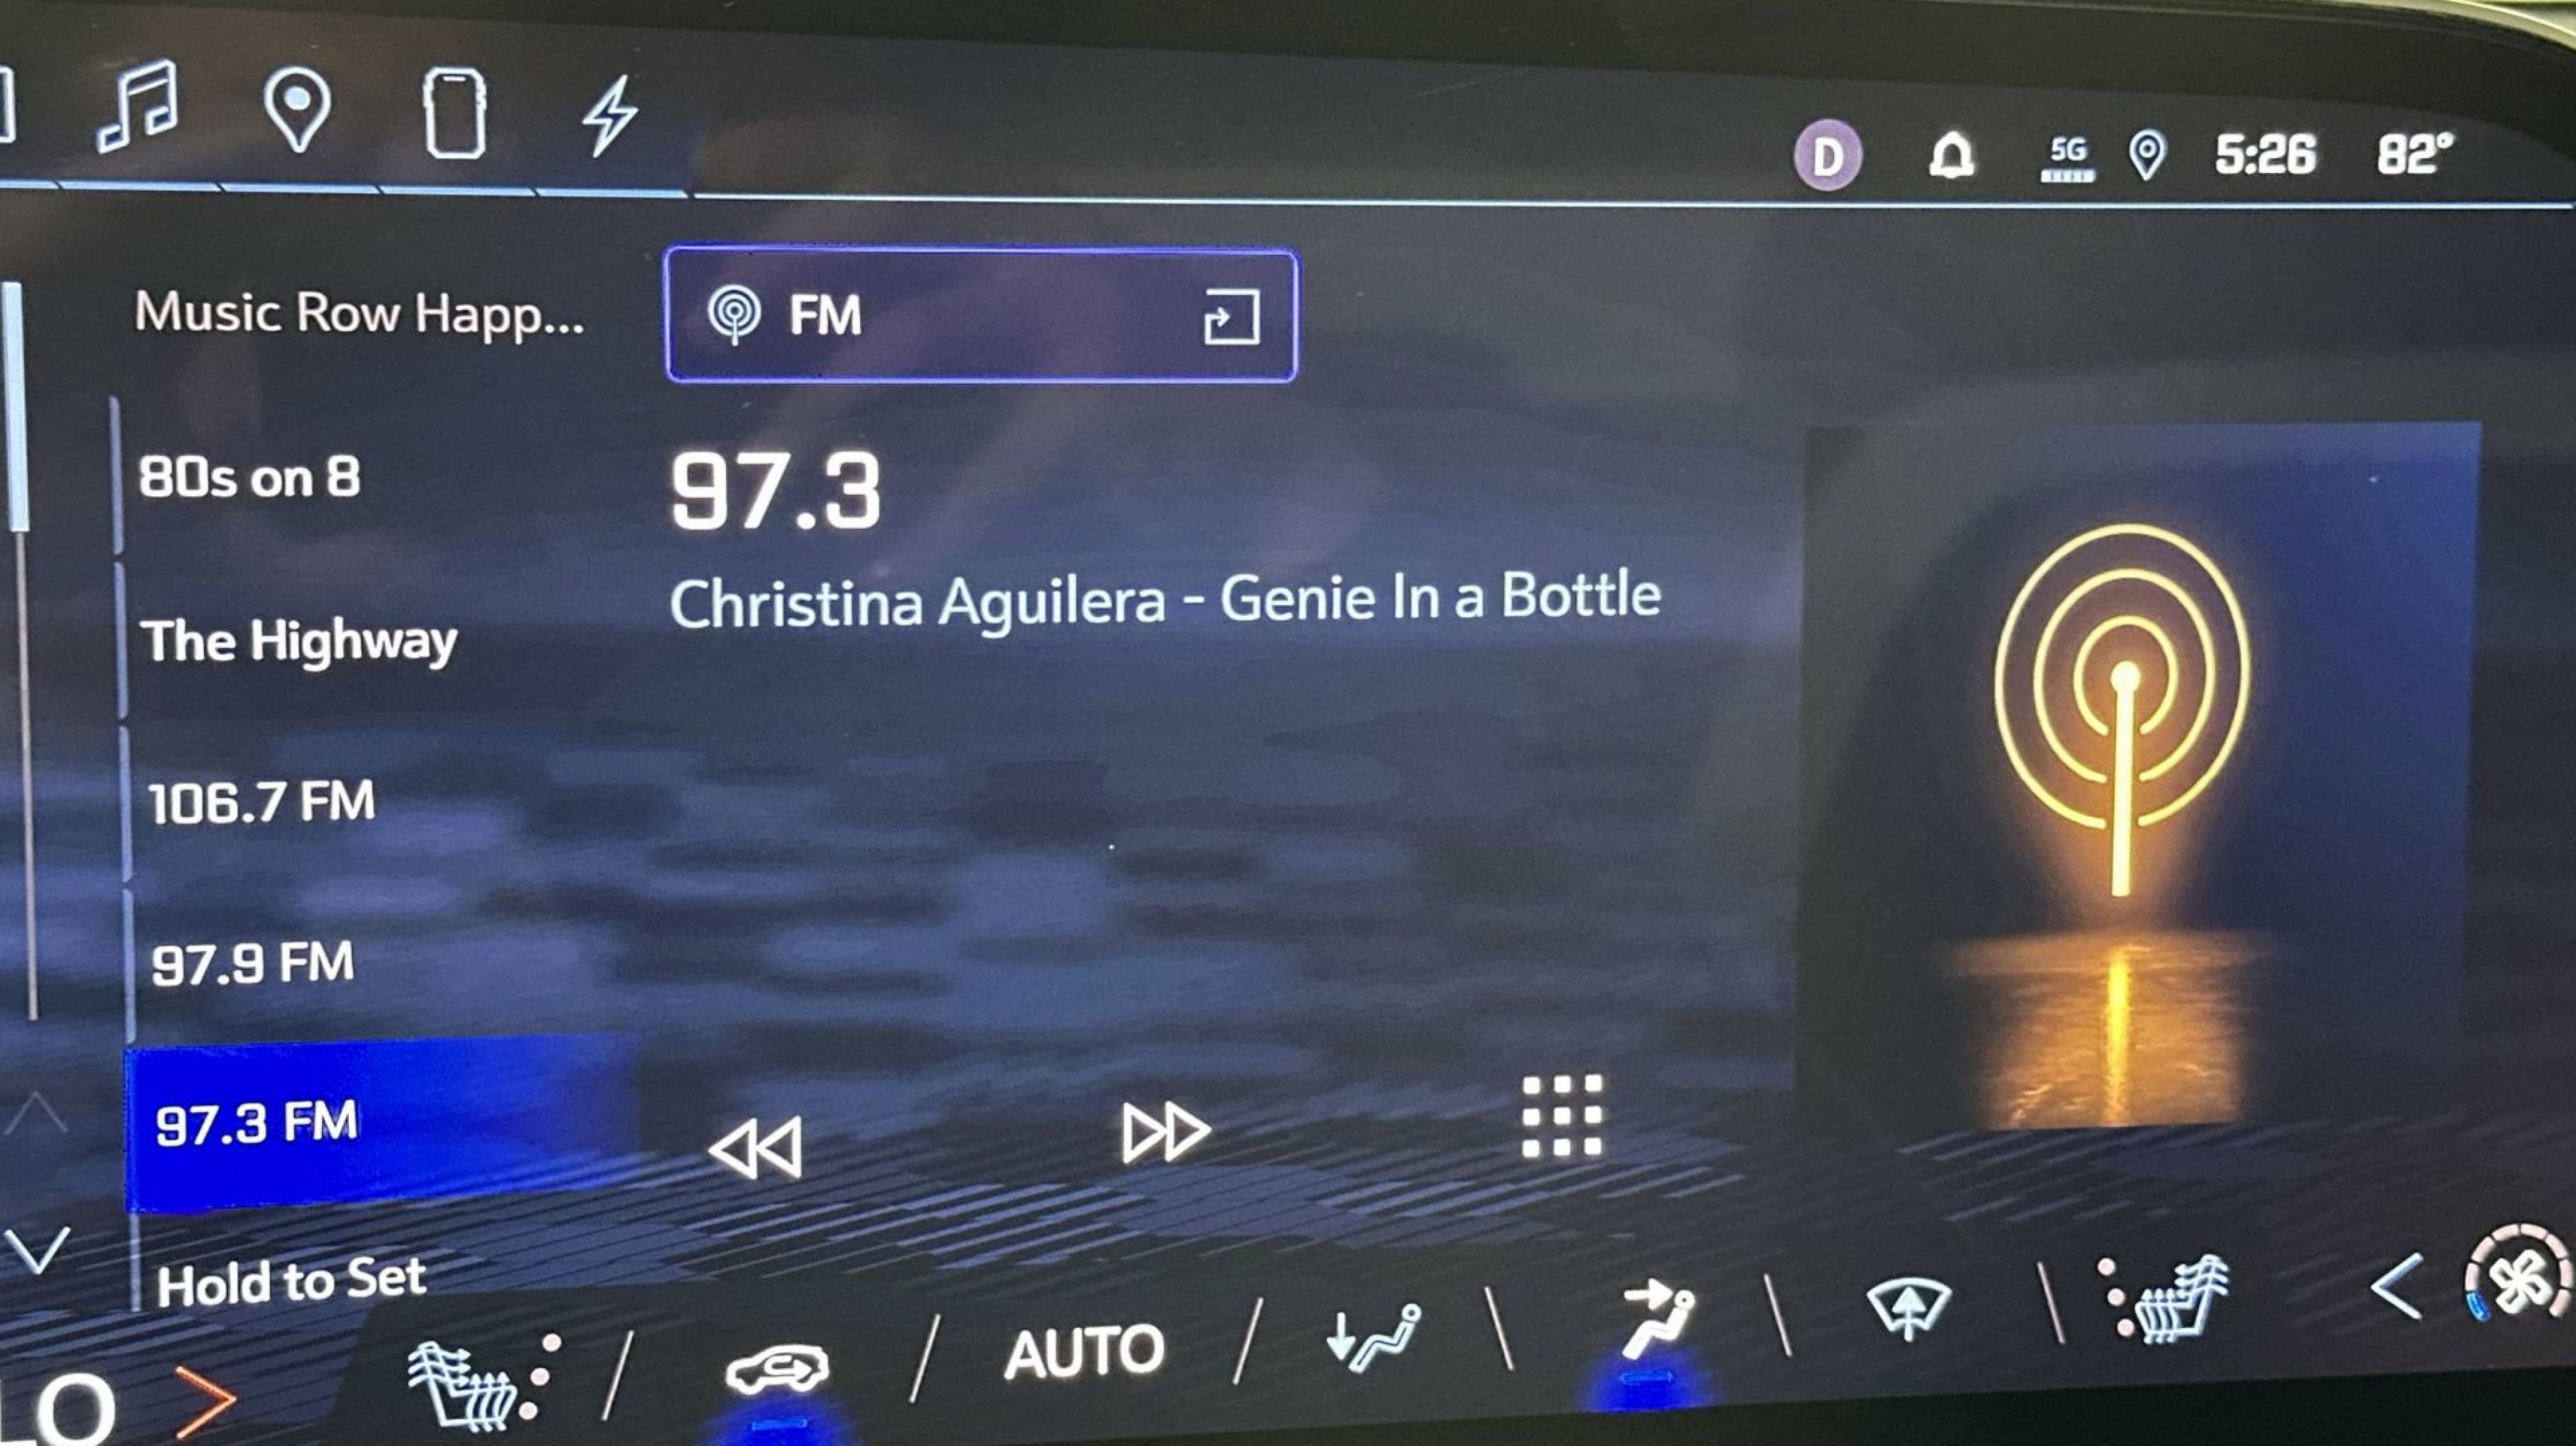 D
5G
5:26
82°
Music Row Happ...
FM
80s on 8
97.3
Christina Aguilera - Genie In a Bottle
The Highway
106.7 FM
97.9 FM
97.3 FM
Hold to Set
LO
AUTO